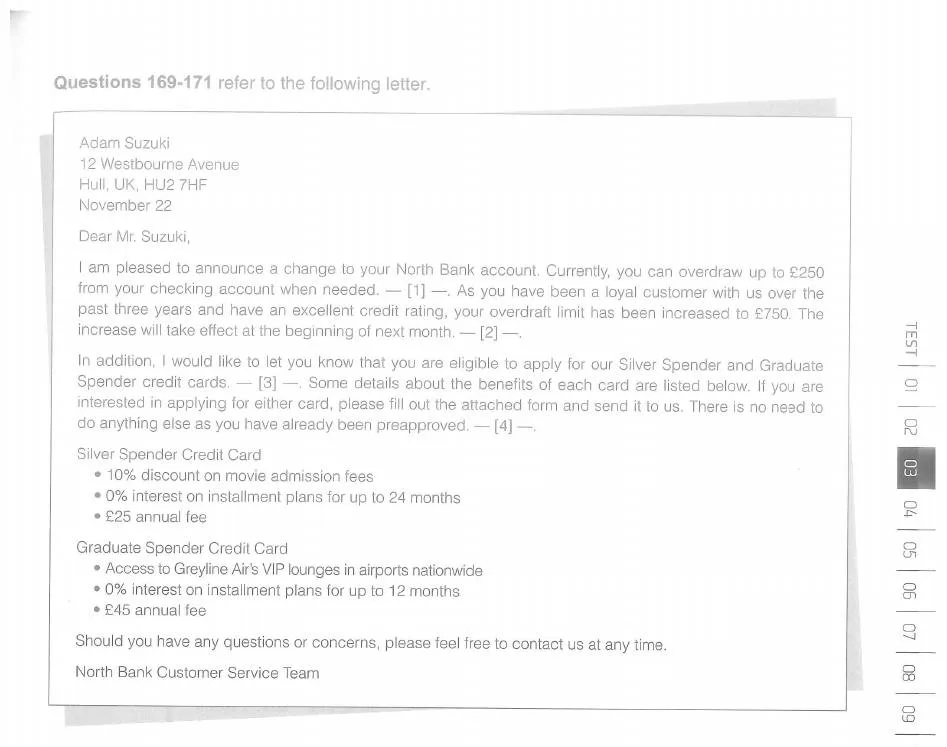 Questions 169-171 refer to the following letter.
Adam Suzuki
12 Westbourne Avenue
Hull, UK, HU2 7HF
November 22
Dear Mr. Suzuki,
I am pleased to announce a change to your North Bank account. Currently, you can overdraw up to £250
from your checking account when needed. — [1] —. As you have been a loyal customer with us over the
past three years and have an excellent credit rating, your overdraft limit has been increased to £750. The
increase will take effect at the beginning of next month. — [2] —.
In addition, I would like to let you know that you are eligible to apply for our Silver Spender and Graduate
Spender credit cards. — [3] —. Some details about the benefits of each card are listed below. If you are
interested in applying for either card, please fill out the attached form and send it to us. There is no need to
do anything else as you have already been preapproved. — [4] —.
Silver Spender Credit Card
• 10% discount on movie admission fees
• 0% interest on installment plans for up to 24 months
• £25 annual fee
Graduate Spender Credit Card
• Access to Greyline Air's VIP lounges in airports nationwide
• 0% interest on installment plans for up to 12 months
• £45 annual fee
Should you have any questions or concerns, please feel free to contact us at any time.
North Bank Customer Service Team
TEST
01
02
03
04
05
06
07
08
09